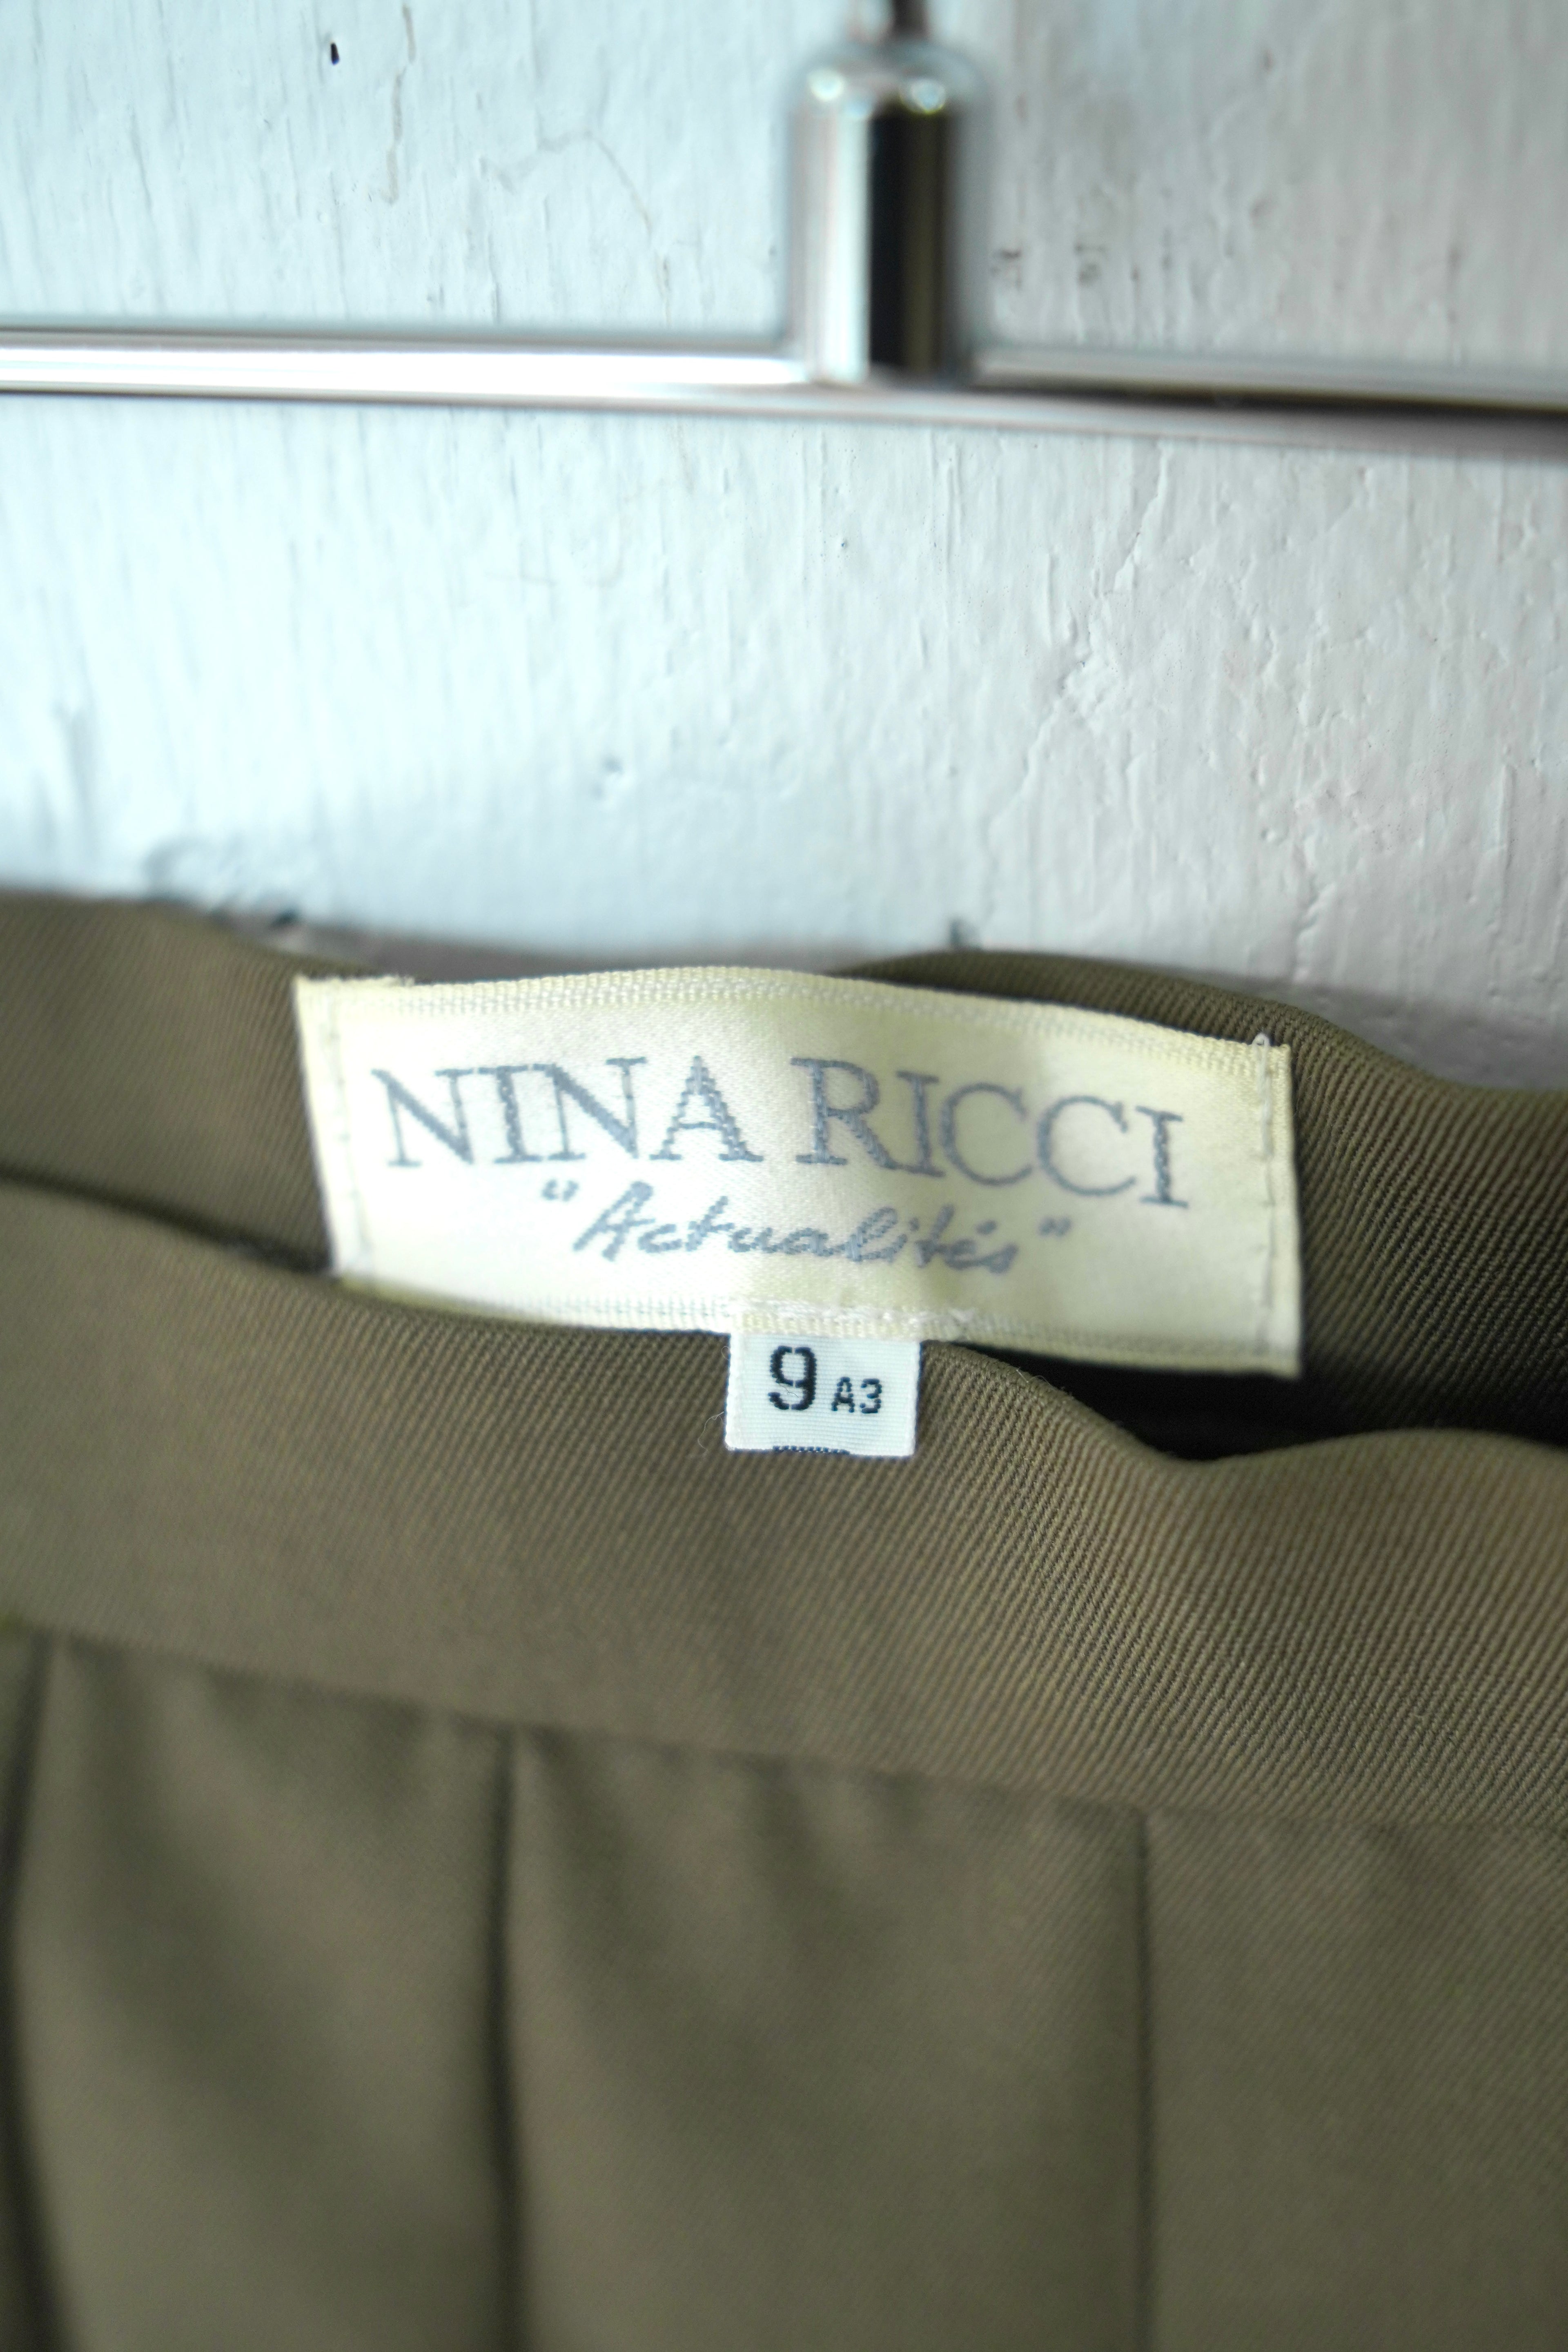 NINA RICCI
"Actualités"
9 A3